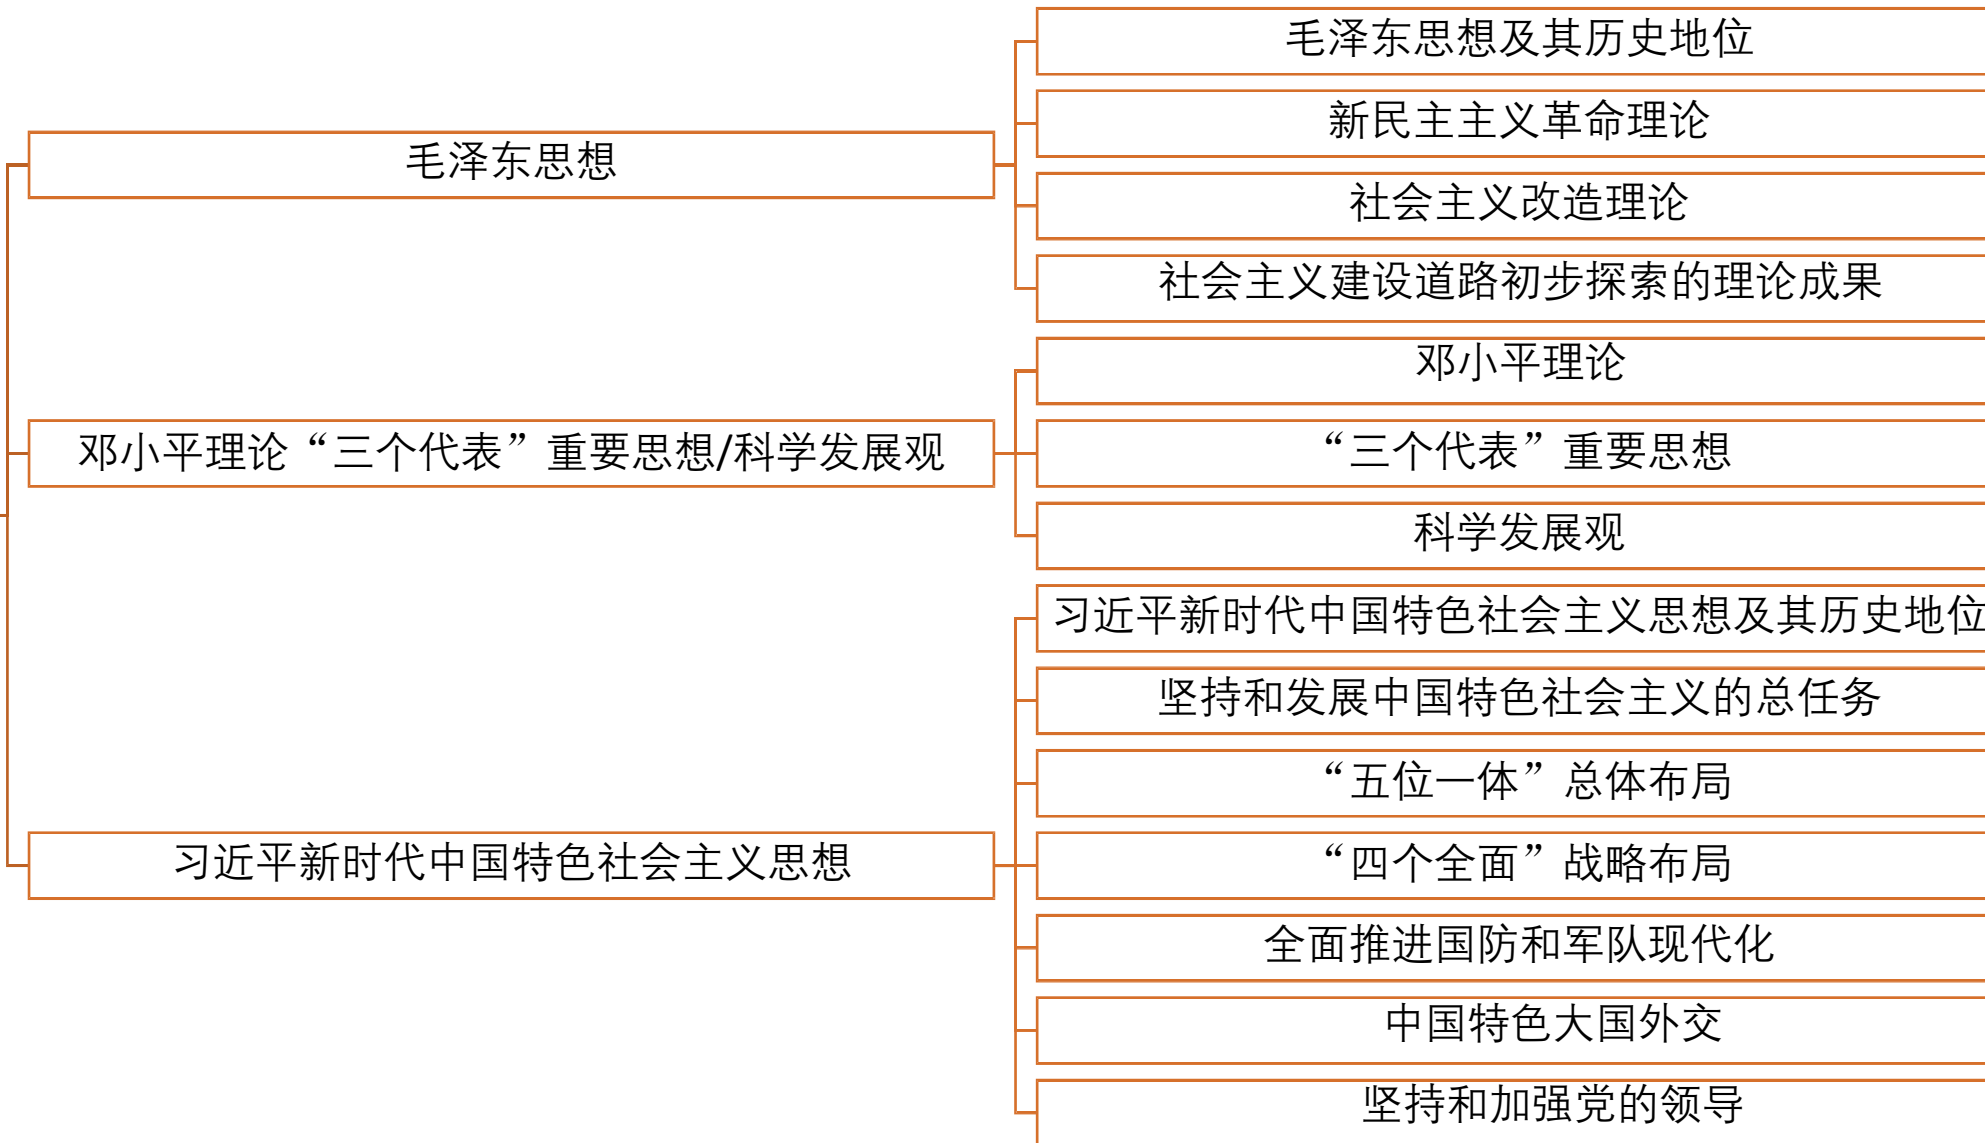 毛泽东思想
毛泽东思想及其历史地位
新民主主义革命理论
社会主义改造理论
社会主义建设道路初步探索的理论成果
邓小平理论“三个代表”重要思想/科学发展观
邓小平理论
“三个代表”重要思想
科学发展观
习近平新时代中国特色社会主义思想
习近平新时代中国特色社会主义思想及其历史地位
坚持和发展中国特色社会主义的总任务
“五位一体”总体布局
“四个全面”战略布局
全面推进国防和军队现代化
中国特色大国外交
坚持和加强党的领导